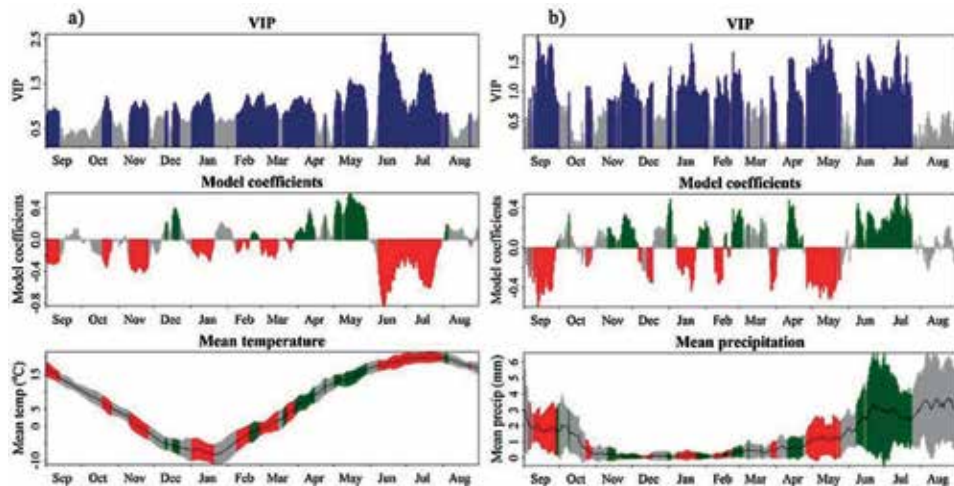 a)
VIP
VIP
2.5
1.5
0.5
Sep Oct Nov Dec Jan Feb Mar Apr May Jun Jul Aug
Model coefficients
Model coefficients
0.4
0.0
-0.4
-0.8
Sep Oct Nov Dec Jan Feb Mar Apr May Jun Jul Aug
Mean temperature
Mean temp (°C)
15
5
0
-10
Sep Oct Nov Dec Jan Feb Mar Apr May Jun Jul Aug
b)
VIP
VIP
1.5
1.0
0.5
Sep Oct Nov Dec Jan Feb Mar Apr May Jun Jul Aug
Model coefficients
Model coefficients
0.4
0.0
-0.4
Sep Oct Nov Dec Jan Feb Mar Apr May Jun Jul Aug
Mean precipitation
Mean precip (mm)
6
5
4
3
2
1
0
Sep Oct Nov Dec Jan Feb Mar Apr May Jun Jul Aug